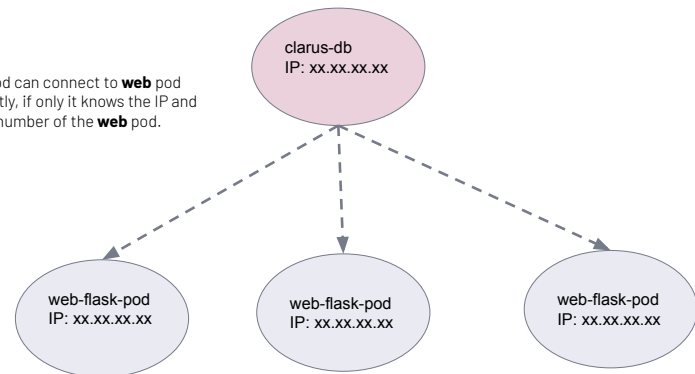 clarus-db
IP: xx.xx.xx.xx
can connect to web pod
if only it knows the IP and
number of the web pod.
web-flask-pod
IP: xx.xx.xx.xx
web-flask-pod
IP: xx.xx.xx.xx
web-flask-pod
IP: xx.xx.xx.xx